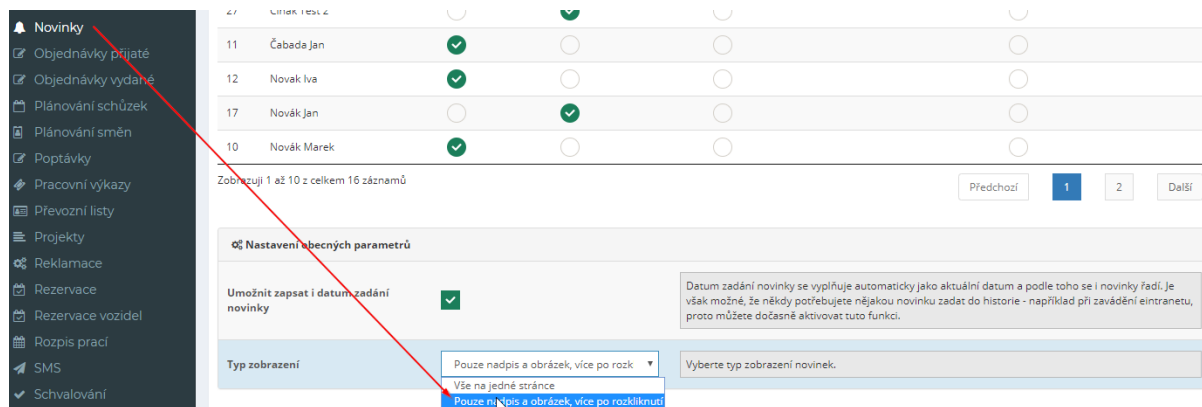 Novinky
Objednávky přijaté
Objednávky vydané
Plánování schůzek
Plánování směn
Poptávky
Pracovní výkazy
Převozní listy
Projekty
Reklamace
Rezervace
Rezervace vozidel
Rozpis prací
SMS
Schvalování
27 Cinak Test 2
11 Čabada Jan
12 Novak Iva
17 Novák Jan
10 Novák Marek
Zobrazuji 1 až 10 z celkem 16 záznamů
Předchozí 1 2 Další
Nastavení obecných parametrů
Umožnit zapsat i datum zadání
novinky
Datum zadání novinky se vyplňuje automaticky jako aktuální datum a podle toho se i novinky řadí. Je
však možné, že někdy potřebujete nějakou novinku zadat do historie - například při zavádění eintranetu,
proto můžete dočasně aktivovat tuto funkci.
Typ zobrazení
Pouze nadpis a obrázek, více po rozk
Vyberte typ zobrazení novinek.
Vše na jedné stránce
Pouze nadpis a obrázek, více po rozkliknutí